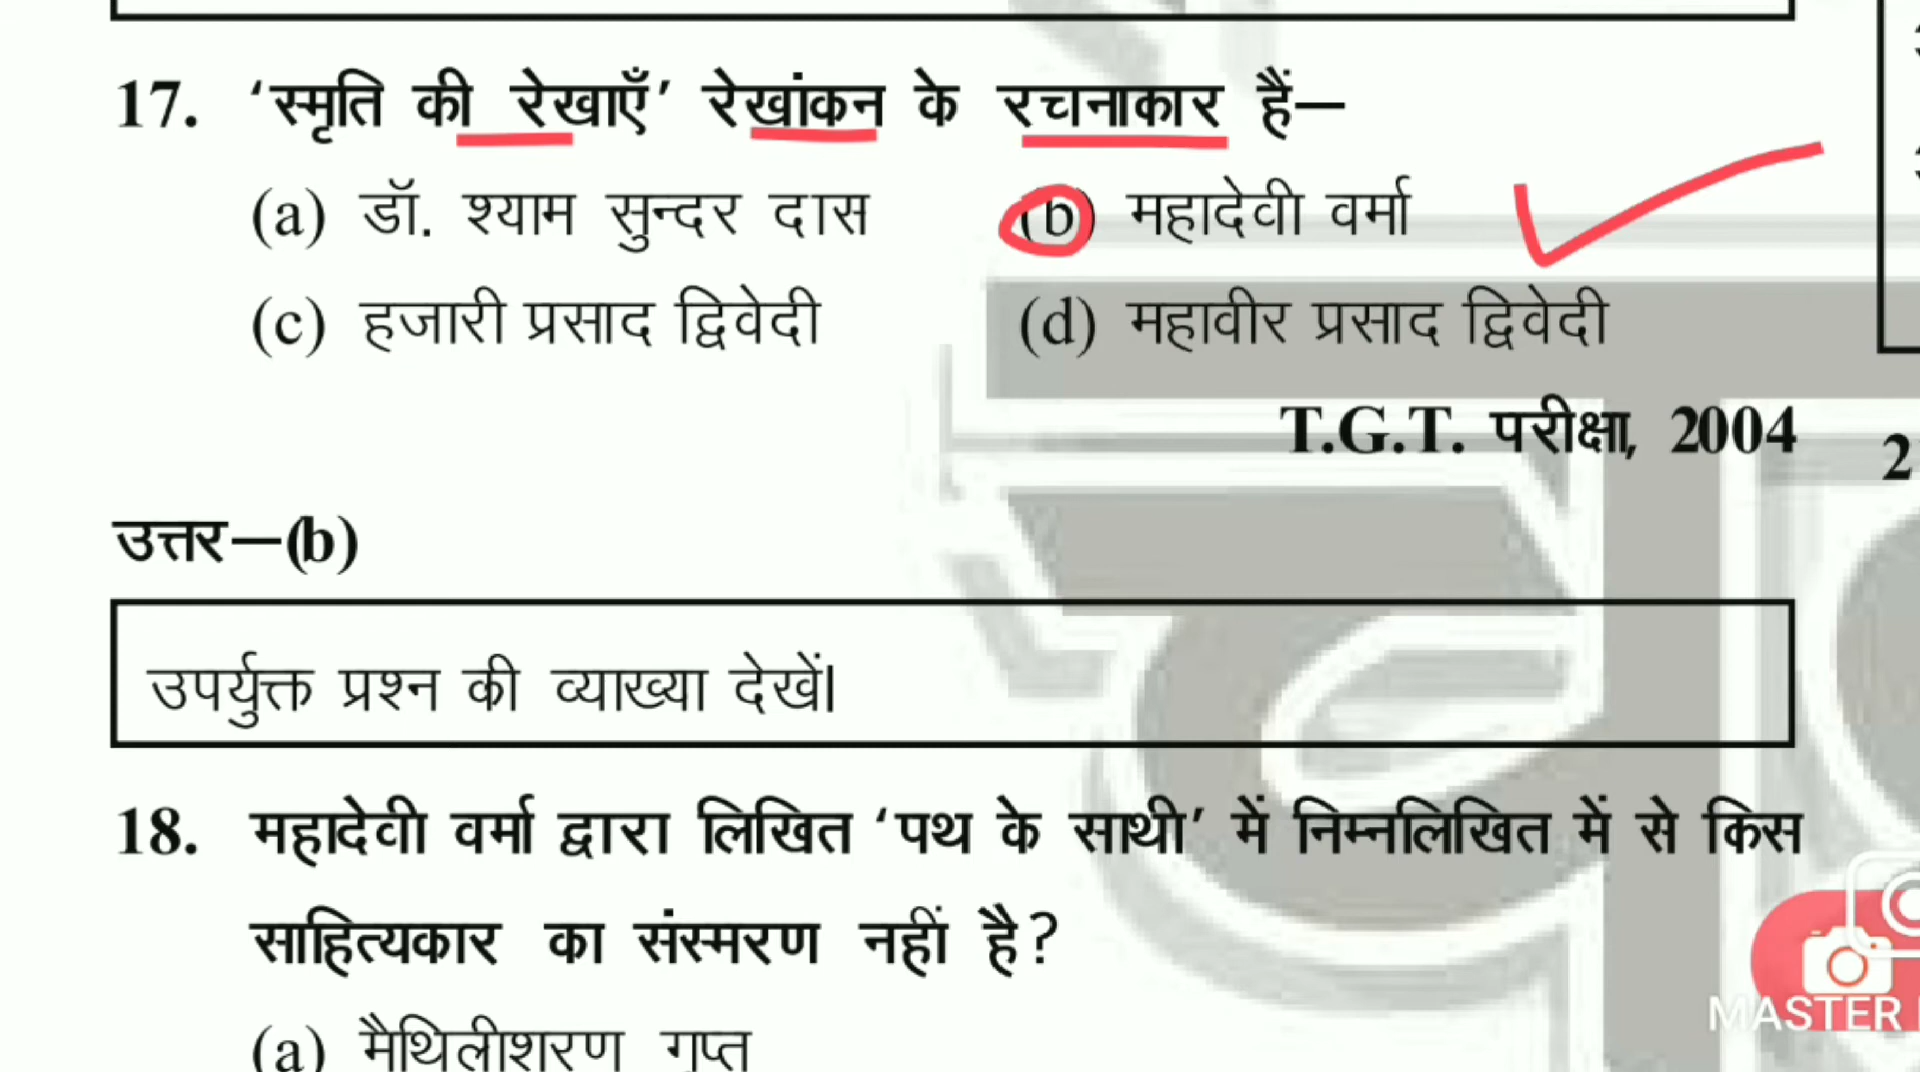 17. ‘स्मृति की रेखाएँ’ रेखांकन के रचनाकार हैं—
(a) डॉ. श्याम सुन्दर दास (b) महादेवी वर्मा
(c) हजारी प्रसाद द्विवेदी (d) महावीर प्रसाद द्विवेदी
T.G.T. परीक्षा, 2004
2
उत्तर—(b)
उपर्युक्त प्रश्न की व्याख्या देखें।
18. महादेवी वर्मा द्वारा लिखित ‘पथ के साथी’ में निम्नलिखित में से किस
साहित्यकार का संस्मरण नहीं है?
(a) मैथिलीशरण गुप्त
MASTER